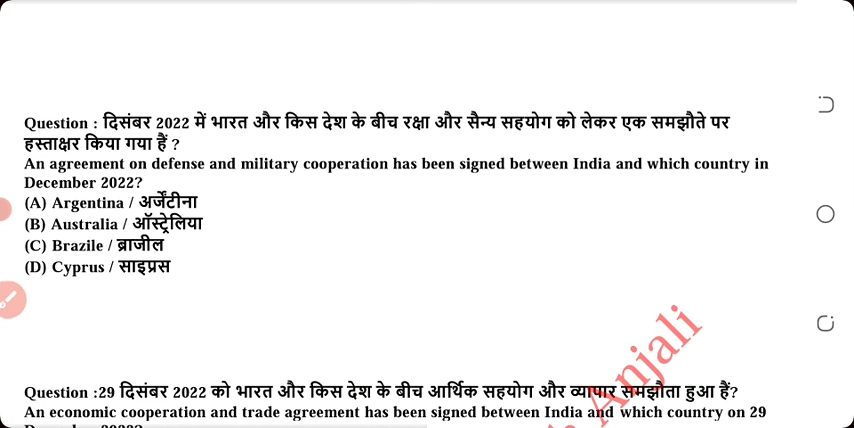 Question : दिसंबर 2022 में भारत और किस देश के बीच रक्षा और सैन्य सहयोग को लेकर एक समझौते पर
हस्ताक्षर किया गया हैं ?
An agreement on defense and military cooperation has been signed between India and which country in
December 2022?
(A) Argentina / अर्जेंटीना
(B) Australia / ऑस्ट्रेलिया
(C) Brazile / ब्राजील
(D) Cyprus / साइप्रस
Anjali
Question :29 दिसंबर 2022 को भारत और किस देश के बीच आर्थिक सहयोग और व्यापार समझौता हुआ हैं?
An economic cooperation and trade agreement has been signed between India and which country on 29